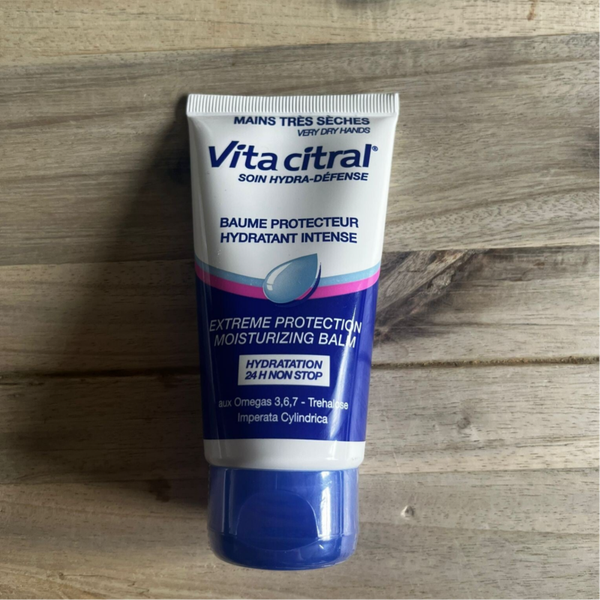 MAINS TRÈS SÈCHES
VERY DRY HANDS
Vita citral®
SOIN HYDRA-DÉFENSE
BAUME PROTECTEUR
HYDRATANT INTENSE
EXTREME PROTECTION
MOISTURIZING BALM
HYDRATATION
24 H NON STOP
aux Omegas 3,6,7 - Trehalose
Imperata Cylindrica